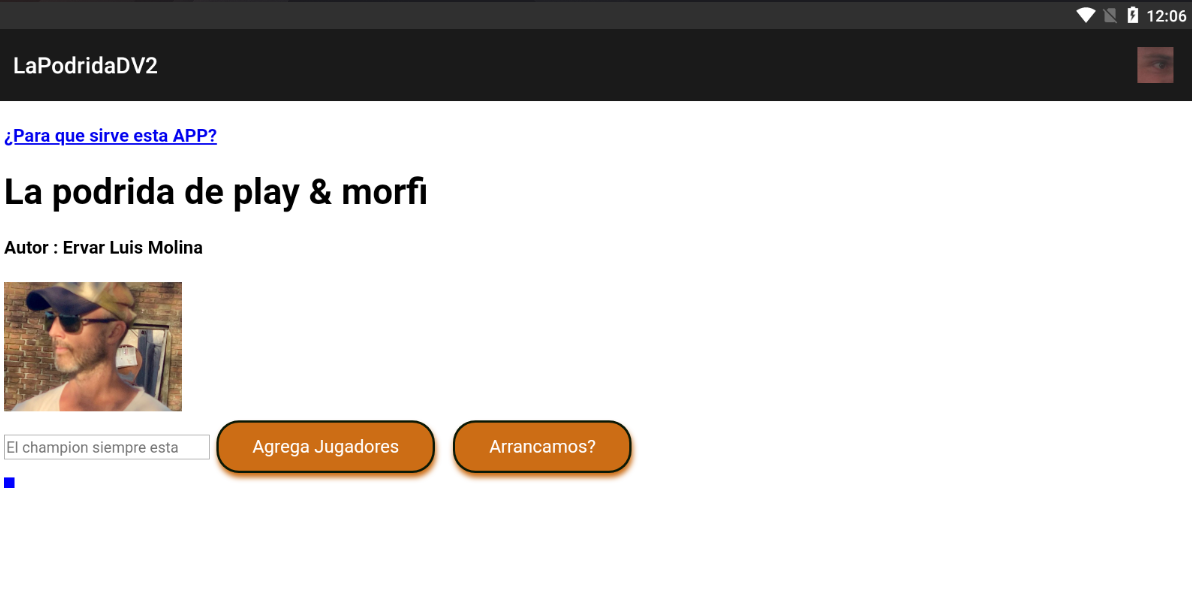 12:06
LaPodridaDV2
¿Para que sirve esta APP?
La podrida de play & morfi
Autor : Ervar Luis Molina
El champion siempre esta
Agrega Jugadores
Arrancamos?